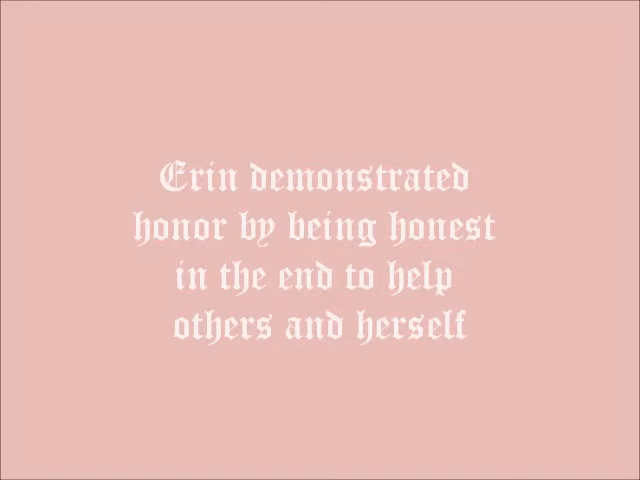 Erin demonstrated
honor by being honest
in the end to help
others and herself